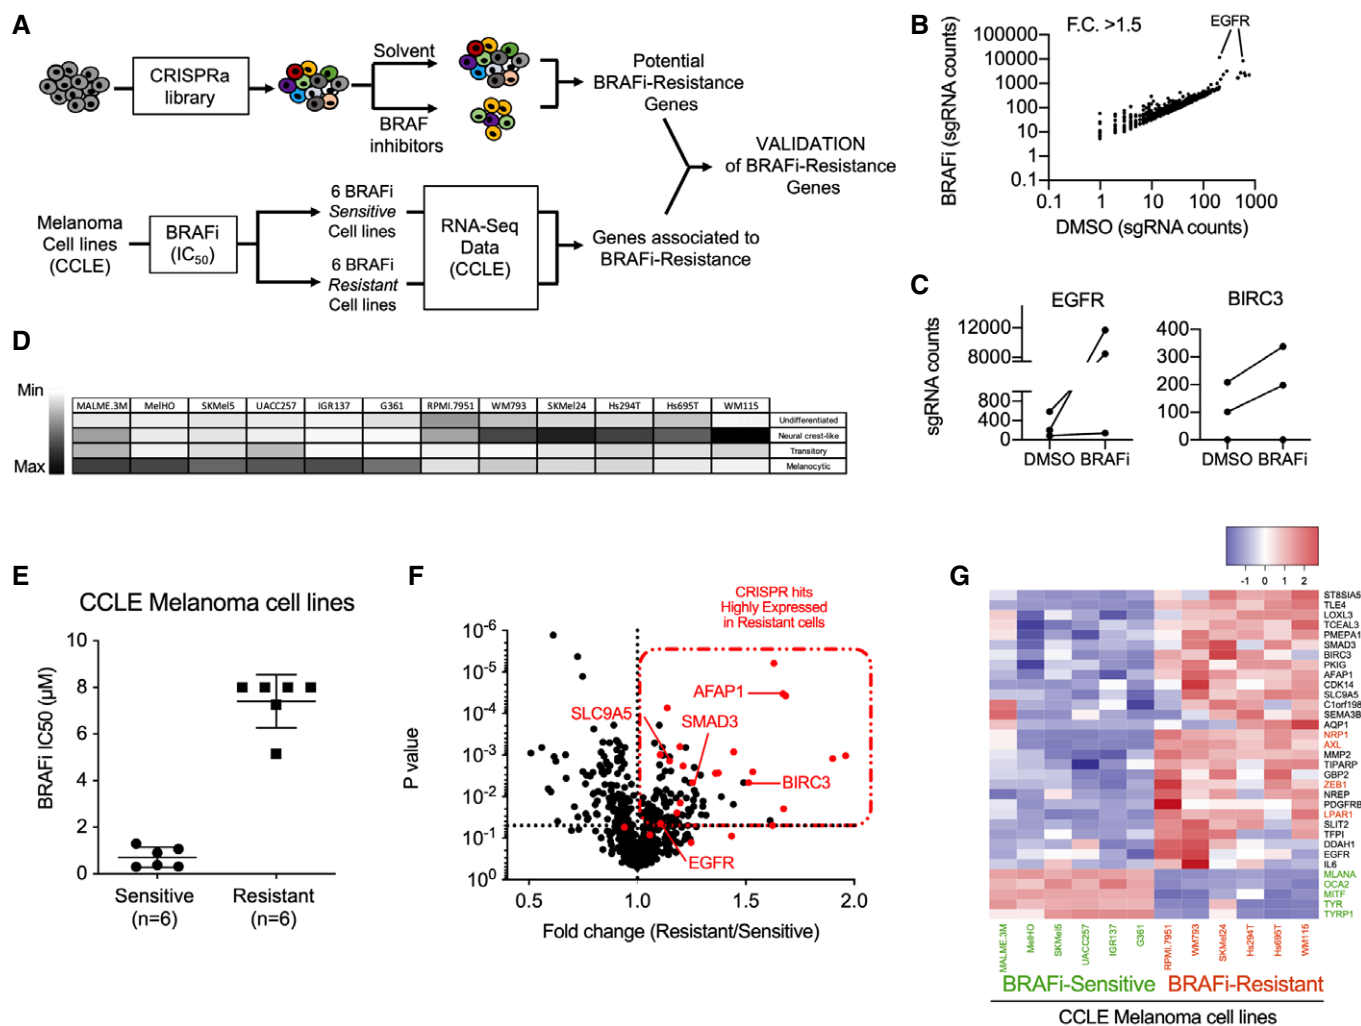 A
CRISPRa
library
Solvent
BRAF
inhibitors
Potential
BRAFi-Resistance
Genes
VALIDATION
of BRAFi-Resistance
Genes
Melanoma
Cell lines
(CCLE)
BRAFi
(IC50)
6 BRAFi
Sensitive
Cell lines
6 BRAFi
Resistant
Cell lines
RNA-Seq
Data
(CCLE)
Genes associated to
BRAFi-Resistance
B
F.C. >1.5
EGFR
BRAFi (sgRNA counts)
100000
10000
1000
100
10
1
0.1
0.1 1 10 100 1000
DMSO (sgRNA counts)
C
EGFR
sgRNA counts
12000
8000
800
400
0
DMSO BRAFi
BIRC3
400
300
200
100
0
DMSO BRAFi
D
Min
Max
MALME.3M MelHO SKMel5 UACC257 IGR137 G361 RPMI.7951 WM793 SKMel24 Hs294T Hs695T WM115
Undifferentiated
Neural crest-like
Transitory
Melanocytic
E
CCLE Melanoma cell lines
BRAFi IC50 (µM)
10
8
6
4
2
0
Sensitive
(n=6)
Resistant
(n=6)
F
CRISPR hits
Highly Expressed
in Resistant cells
P value
10-6
10-5
10-4
10-3
10-2
10-1
100
AFAP1
SLC9A5
SMAD3
BIRC3
EGFR
0.5 1.0 1.5 2.0
Fold change (Resistant/Sensitive)
G
-1 0 1 2
ST8SIA5
TLE4
LOXL3
TCEAL3
PMEPA1
SMAD3
BIRC3
PKIG
AFAP1
CDK14
SLC9A5
C1orf198
SEMA3B
AQP1
NRP1
AXL
MMP2
TIPARP
GBP2
ZEB1
NREP
PDGFRB
LPAR1
SLIT2
TFPI
DDAH1
EGFR
IL6
MLANA
OCA2
MITF
TYR
TYRP1
MALME.3M MelHO SKMel5 UACC257 IGR137 G361 RPMI.7951 WM793 SKMel24 Hs294T Hs695T WM115
BRAFi-Sensitive BRAFi-Resistant
CCLE Melanoma cell lines